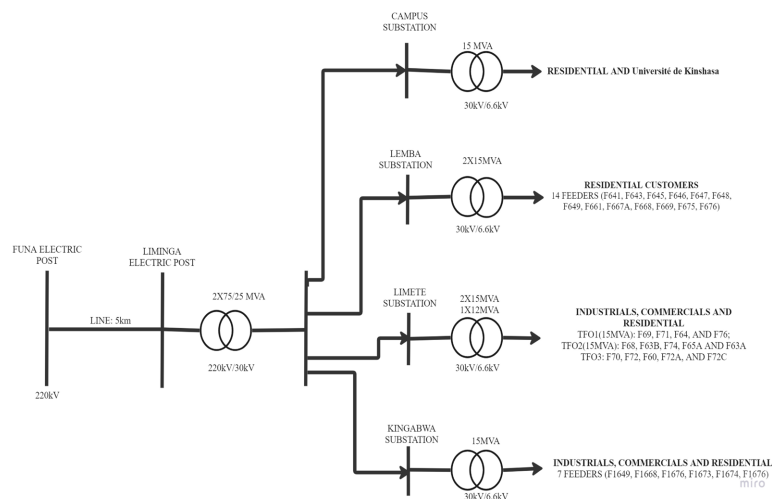 CAMPUS
SUBSTATION
15 MVA
RESIDENTIAL AND Université de Kinshasa
30kV/6.6kV
LEMBA
SUBSTATION
2X15MVA
RESIDENTIAL CUSTOMERS
14 FEEDERS (F641, F643, F645, F646, F647, F648,
F649, F661, F667A, F668, F669, F675, F676)
30kV/6.6kV
FUNA ELECTRIC
POST
LIMINGA
ELECTRIC POST
LINE: 5km
2X75/25 MVA
220kV/30kV
220kV
LIMETE
SUBSTATION
2X15MVA
1X12MVA
30kV/6.6kV
INDUSTRIALS, COMMERCIALS AND
RESIDENTIAL
TFO1(15MVA): F69, F71, F64, AND F76;
TFO2(15MVA): F68, F63B, F74, F65A AND F63A
TFO3: F70, F72, F60, F72A, AND F72C
KINGABWA
SUBSTATION
15MVA
INDUSTRIALS, COMMERCIALS AND RESIDENTIAL
7 FEEDERS (F1649, F1668, F1676, F1673, F1674, F1676)
30kV/6.6kV
miro